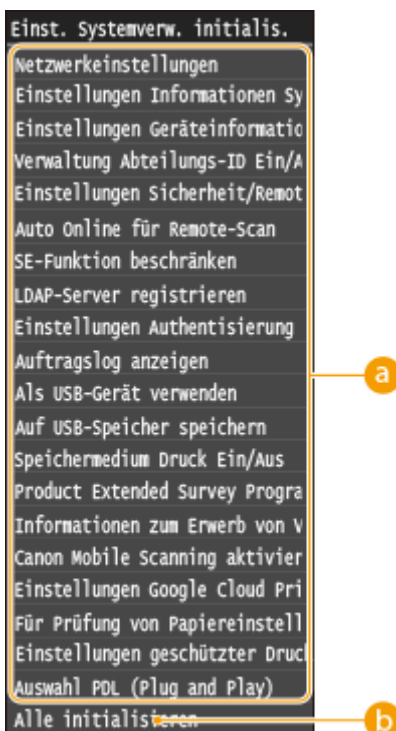 Einst. Systemverw. initialis.
Netzwerkeinstellungen
Einstellungen Informationen Sy
Einstellungen Geräteinformatio
Verwaltung Abteilungs-ID Ein/A
Einstellungen Sicherheit/Remot
Auto Online für Remote-Scan
SE-Funktion beschränken
LDAP-Server registrieren
Einstellungen Authentisierung
Auftragslog anzeigen
a
Als USB-Gerät verwenden
Auf USB-Speicher speichern
Speichermedium Druck Ein/Aus
Product Extended Survey Progra
Informationen zum Erwerb von V
Canon Mobile Scanning aktivier
Einstellungen Google Cloud Pri
Für Prüfung von Papiereinstell
Einstellungen geschützter Druck
Auswahl PDL (Plug and Play)
Alle initialisieren
b